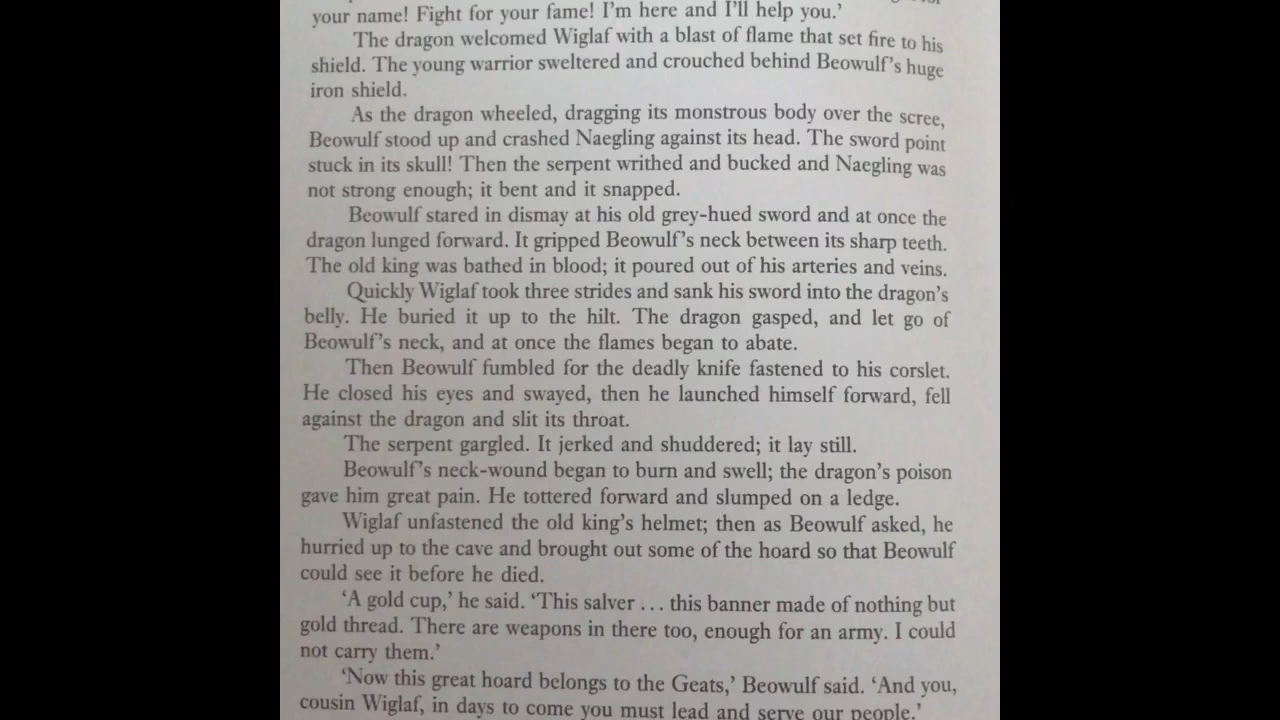 your name! Fight for your fame! I'm here and I'll help you.'
The dragon welcomed Wiglaf with a blast of flame that set fire to his
shield. The young warrior sweltered and crouched behind Beowulf's huge
iron shield.
As the dragon wheeled, dragging its monstrous body over the scree,
Beowulf stood up and crashed Naegling against its head. The sword point
stuck in its skull! Then the serpent writhed and bucked and Naegling was
not strong enough; it bent and it snapped.
Beowulf stared in dismay at his old grey-hued sword and at once the
dragon lunged forward. It gripped Beowulf's neck between its sharp teeth.
The old king was bathed in blood; it poured out of his arteries and veins.
Quickly Wiglaf took three strides and sank his sword into the dragon's
belly. He buried it up to the hilt. The dragon gasped, and let go of
Beowulf's neck, and at once the flames began to abate.
Then Beowulf fumbled for the deadly knife fastened to his corslet.
He closed his eyes and swayed, then he launched himself forward, fell
against the dragon and slit its throat.
The serpent gargled. It jerked and shuddered; it lay still.
Beowulf's neck-wound began to burn and swell; the dragon's poison
gave him great pain. He tottered forward and slumped on a ledge.
Wiglaf unfastened the old king's helmet; then as Beowulf asked, he
hurried up to the cave and brought out some of the hoard so that Beowulf
could see it before he died.
'A gold cup,' he said. 'This salver ... this banner made of nothing but
gold thread. There are weapons in there too, enough for an army. I could
not carry them.'
'Now this great hoard belongs to the Geats,' Beowulf said. 'And you,
cousin Wiglaf, in days to come you must lead and serve our people.'